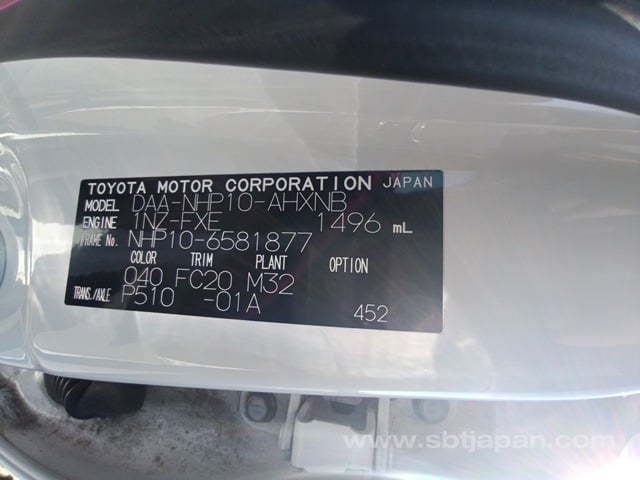 TOYOTA MOTOR CORPORATION JAPAN
MODEL DAA-NHP10-AHXNB
ENGINE 1NZ-FXE 1496 mL
FRAME No. NHP10-6581877
COLOR TRIM PLANT OPTION
040 FC20 M32
TRANS./AXLE P510 -01A
452
www.sbtjapan.com